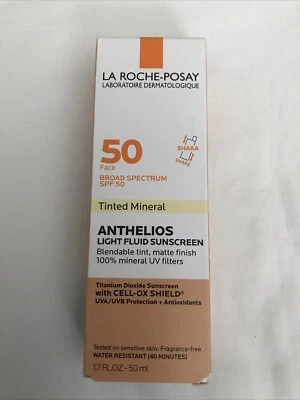 LA ROCHE-POSAY
LABORATOIRE DERMATOLOGIQUE
50
Face
BROAD SPECTRUM
SPF 50
SHAKA
SHAKE
Tinted Mineral
ANTHELIOS
LIGHT FLUID SUNSCREEN
Blendable tint, matte finish
100% mineral UV filters
Titanium Dioxide Sunscreen
with CELL-OX SHIELD®
UVA/UVB Protection + Antioxidants
Tested on sensitive skin. Fragrance-free
WATER RESISTANT (40 MINUTES)
1.7 FL.OZ - 50 ml